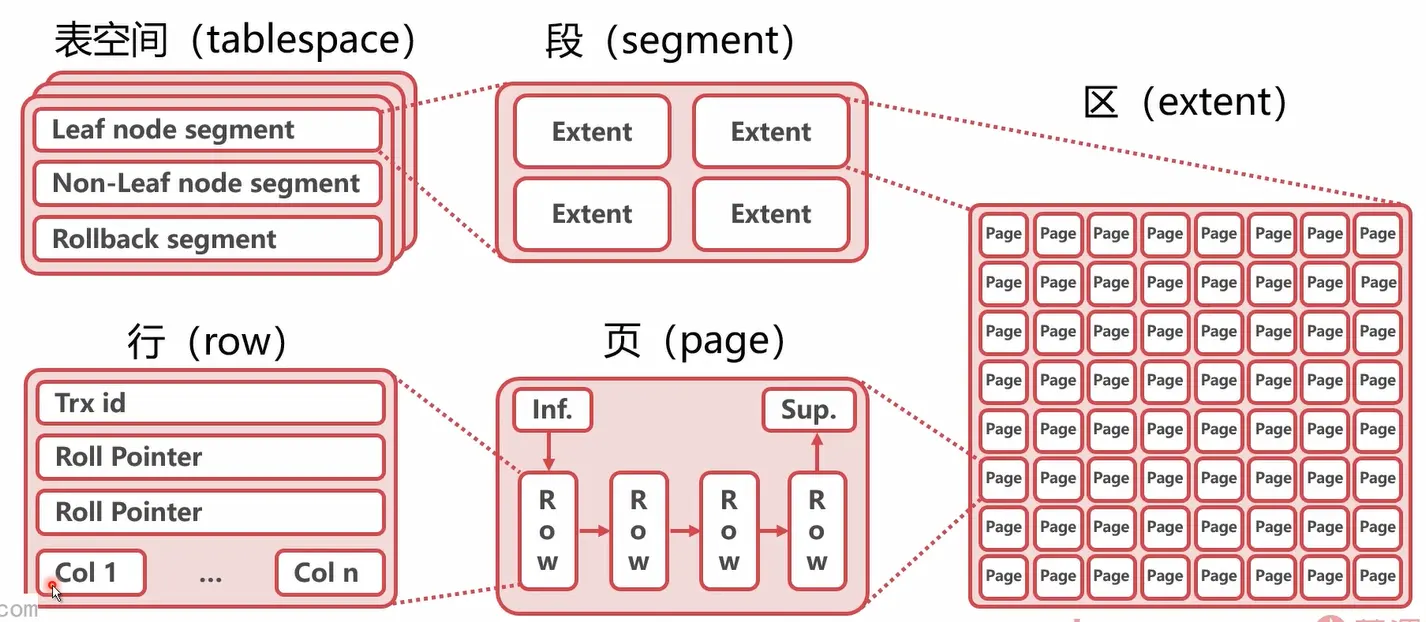 表空间（tablespace）
Leaf node segment
Non-Leaf node segment
Rollback segment
段（segment）
Extent Extent
Extent Extent
区（extent）
Page Page Page Page Page Page Page Page
Page Page Page Page Page Page Page Page
Page Page Page Page Page Page Page Page
Page Page Page Page Page Page Page Page
Page Page Page Page Page Page Page Page
Page Page Page Page Page Page Page Page
Page Page Page Page Page Page Page Page
Page Page Page Page Page Page Page Page
行（row）
Trx id
Roll Pointer
Roll Pointer
Col 1 ... Col n
页（page）
Inf. Sup.
Row Row Row Row
com